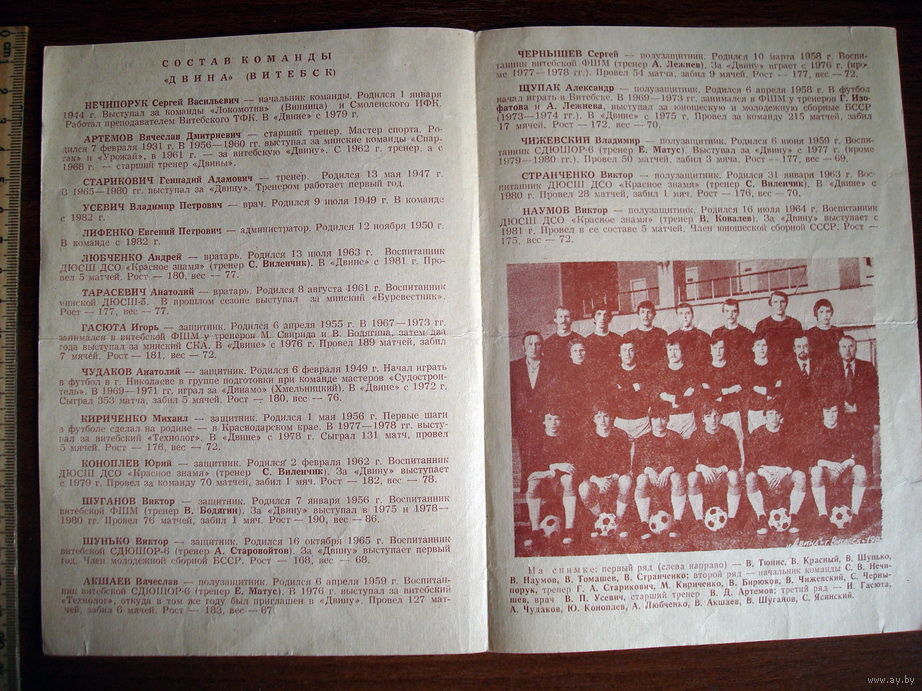 СОСТАВ КОМАНДЫ
«ДВИНА» (ВИТЕБСК)
НЕЧИПОРУК Сергей Васильевич — начальник команды. Родился 1 января
1944 г. Выступал за команды «Локомотив» (Винница) и Смоленского ИФК.
Работал преподавателем Витебского ТФК. В «Двине» с 1979 г.
АРТЕМОВ Вячеслав Дмитриевич — старший тренер. Мастер спорта. Ро-
дился 7 февраля 1931 г. В 1956—1960 гг. выступал за минские команды «Спар-
так» и «Урожай», в 1961 г. — за витебскую «Двину». С 1962 г. тренер, а с
1968 г. — старший тренер «Двины».
СТАРИКОВИЧ Геннадий Адамович — тренер. Родился 13 мая 1947 г.
В 1965—1980 гг. выступал за «Двину». Тренером работает первый год.
УСЕВИЧ Владимир Петрович — врач. Родился 9 июля 1949 г. В команде
с 1982 г.
ЛИФЕНКО Евгений Петрович — администратор. Родился 12 ноября 1950 г.
В команде с 1982 г.
ЛЮБЧЕНКО Андрей — вратарь. Родился 13 июля 1963 г. Воспитанник
ДЮСШ ДСО «Красное знамя» (тренер С. Виленчик). В «Двине» с 1981 г. Про-
вел 5 матчей. Рост — 180, вес — 77.
ТАРАСЕВИЧ Анатолий — вратарь. Родился 8 августа 1961 г. Воспитанник
минской ДЮСШ-5. В прошлом сезоне выступал за минский «Буревестник».
Рост — 177, вес — 77.
ГАСЮТА Игорь — защитник. Родился 6 апреля 1955 г. В 1967—1973 гг.
занимался в витебской ФШМ у тренеров М. Свирида и В. Бодягина, затем два
года выступал за минский СКА. В «Двине» с 1976 г. Провел 189 матчей, забил
7 мячей. Рост — 181, вес — 72.
ЧУДАКОВ Анатолий — защитник. Родился 6 февраля 1949 г. Начал играть
в футбол в г. Николаеве в группе подготовки при команде мастеров «Судострои-
тель». В 1969—1971 гг. играл за «Динамо» (Хмельницкий). В «Двине» с 1972 г.
Сыграл 353 матча, забил 5 мячей. Рост — 180, вес — 76.
КИРИЧЕНКО Михаил — защитник. Родился 1 мая 1956 г. Первые шаги
в футболе сделал на родине — в Краснодарском крае. В 1977—1978 гг. высту-
пал за витебский «Технолог». В «Двине» с 1978 г. Сыграл 131 матч, провел
5 мячей. Рост — 176, вес — 72.
КОНОПЛЕВ Юрий — защитник. Родился 2 февраля 1962 г. Воспитанник
ДЮСШ ДСО «Красное знамя» (тренер С. Виленчик). За «Двину» выступает
с 1979 г. Провел за команду 70 матчей, забил 1 мяч. Рост — 182, вес — 78.
ШУГАНОВ Виктор — защитник. Родился 7 января 1956 г. Воспитанник
витебской ФШМ (тренер В. Бодягин). За «Двину» выступал в 1975 и 1978—
1980 гг. Провел 76 матчей, забил 1 мяч. Рост — 190, вес — 86.
ШУНЬКО Виктор — защитник. Родился 16 октября 1965 г. Воспитанник
витебской СДЮШОР-6 (тренер А. Старовойтов). За «Двину» выступает первый
год. Член молодежной сборной БССР. Рост — 168, вес — 68.
АКШАЕВ Вячеслав — полузащитник. Родился 6 апреля 1959 г. Воспитан-
ник витебской СДЮШОР-6 (тренер Е. Матус). В 1976 г. выступал за витебский
«Технолог», откуда в том же году был приглашен в «Двину». Провел 127 мат-
чей, забил 6 мячей. Рост — 183, вес — 67.
ЧЕРНЫШЕВ Сергей — полузащитник. Родился 10 марта 1958 г. Воспи-
танник витебской ФШМ (тренер А. Лежнев). За «Двину» играет с 1976 г. (кро-
ме 1977—1978 гг.). Провел 54 матча, забил 9 мячей. Рост — 177, вес — 72.
ЩУПАК Александр — полузащитник. Родился 6 апреля 1958 г. В футбол
начал играть в Витебске. В 1969—1973 гг. занимался в ФШМ у тренеров Г. Изо-
фатова и А. Лежнева, выступал за юношескую и молодежную сборные БССР
(1973—1974 гг.). В «Двине» с 1975 г. Провел за команду 215 матчей, забил
17 мячей. Рост — 172, вес — 70.
ЧИЖЕВСКИЙ Владимир — полузащитник. Родился 6 июня 1959 г. Воспи-
танник СДЮШОР-6 (тренер Е. Матус). Выступал за «Двину» с 1977 г. (кроме
1979—1980 гг.). Провел 50 матчей, забил 3 мяча. Рост — 177, вес — 69.
СТРАНЧЕНКО Виктор — полузащитник. Родился 31 января 1963 г. Вос-
питанник ДЮСШ ДСО «Красное знамя» (тренер С. Виленчик). В «Двине» с
1980 г. Провел 28 матчей, забил 1 мяч. Рост — 176, вес — 70.
НАУМОВ Виктор — полузащитник. Родился 16 июля 1964 г. Воспитанник
ДЮСШ ДСО «Красное знамя» (тренер В. Ковалев). За «Двину» выступает с
1981 г. Провел в ее составе 5 матчей. Член юношеской сборной СССР. Рост —
175, вес — 72.
На снимке: первый ряд (слева направо) — В. Тюнис, В. Красный, В. Шунько,
В. Наумов, В. Томашев, В. Странченко; второй ряд — начальник команды С. В. Нечи-
порук, тренер Г. А. Старикович, М. Кириченко, В. Бирюков, В. Чижевский, С. Черны-
шев, врач В. П. Усевич, старший тренер В. Д. Артемов; третий ряд — И. Гасюта,
А. Чудаков, Ю. Коноплев, А. Любченко, В. Акшаев, В. Шуганов, С. Ясинский.
www.ay.by